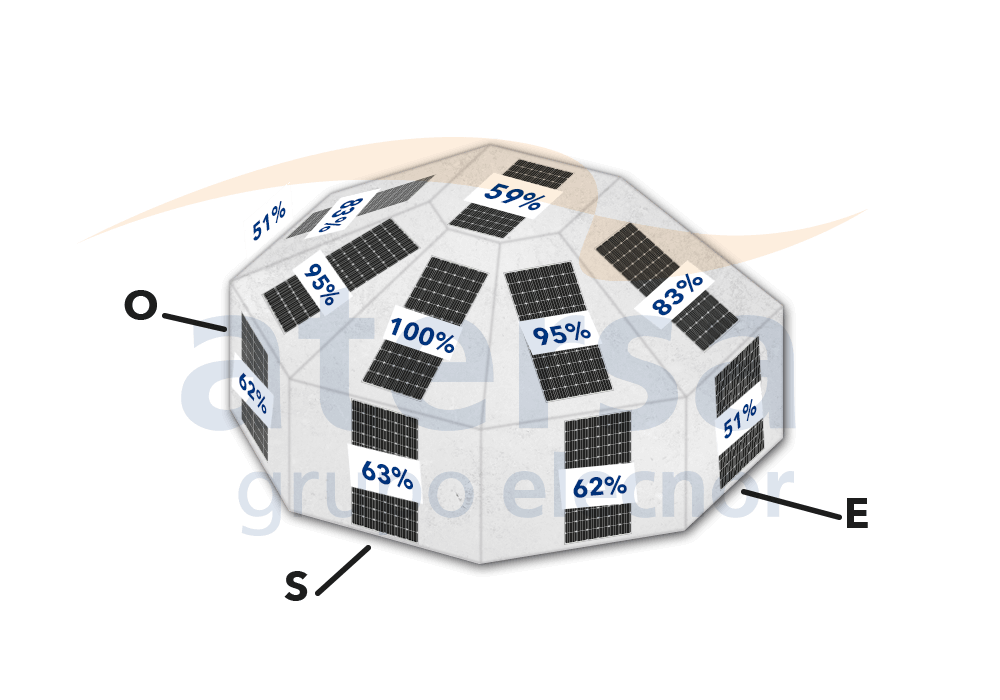 59%
83%
51%
95%
83%
O
100%
95%
62%
51%
63%
62%
E
S
atersa
grupo elecnor